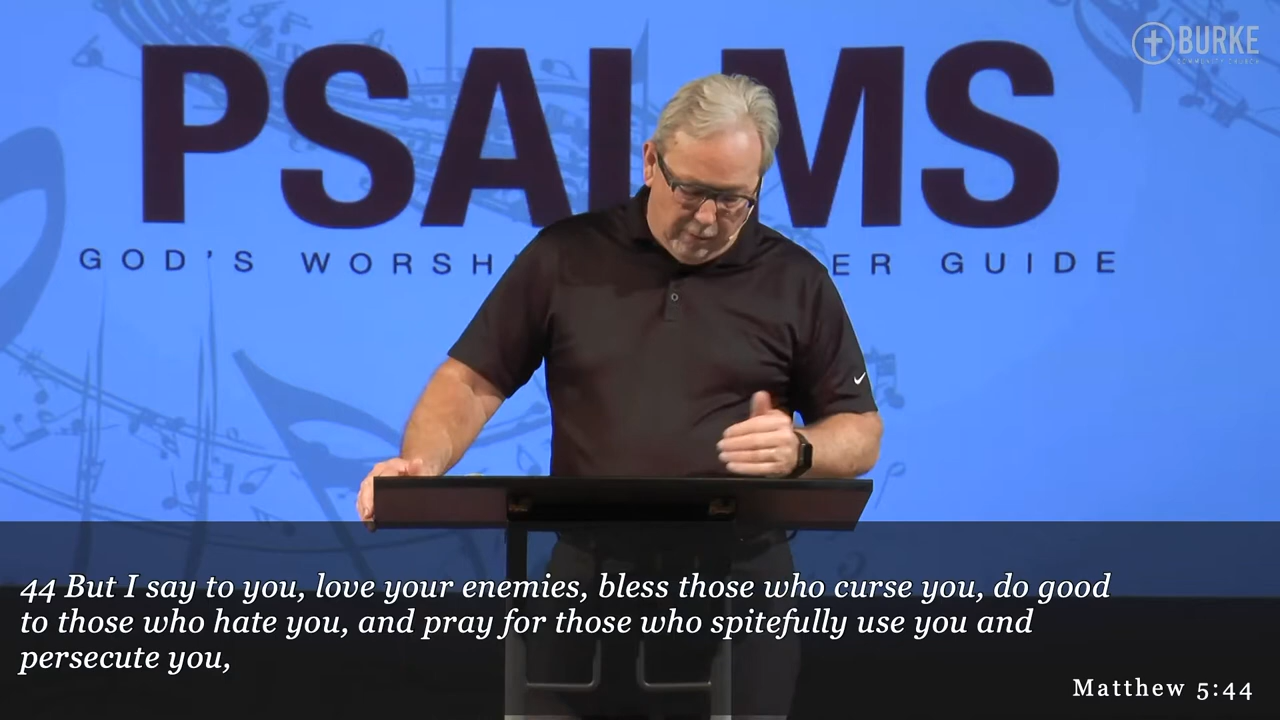 BURKE
COMMUNITY CHURCH
PSALMS
GOD'S WORSH ER GUIDE
44 But I say to you, love your enemies, bless those who curse you, do good
to those who hate you, and pray for those who spitefully use you and
persecute you,
Matthew 5:44